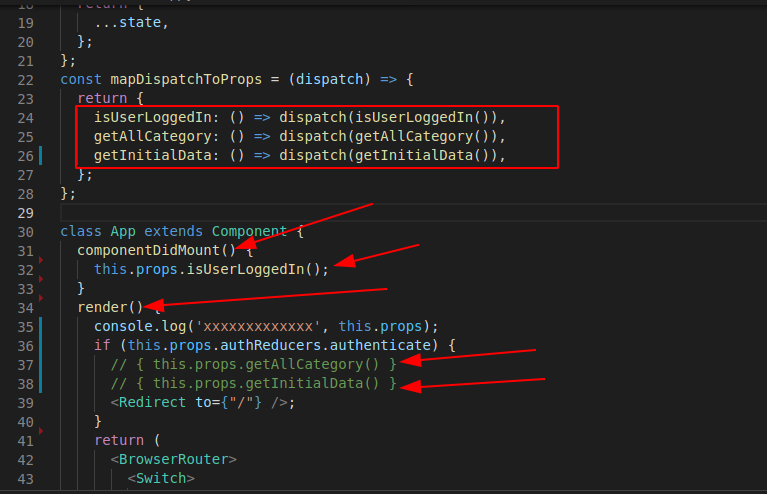 18 return {
19 ...state,
20 };
21 };
22 const mapDispatchToProps = (dispatch) => {
23 return {
24 isUserLoggedIn: () => dispatch(isUserLoggedIn()),
25 getAllCategory: () => dispatch(getAllCategory()),
26 getInitialData: () => dispatch(getInitialData()),
27 };
28 };
29
30 class App extends Component {
31 componentDidMount() {
32 this.props.isUserLoggedIn();
33 }
34 render() {
35 console.log('xxxxxxxxxxxxx', this.props);
36 if (this.props.authReducers.authenticate) {
37 // { this.props.getAllCategory() }
38 // { this.props.getInitialData() }
39 <Redirect to={"/"} />;
40 }
41 return (
42 <BrowserRouter>
43 <Switch>